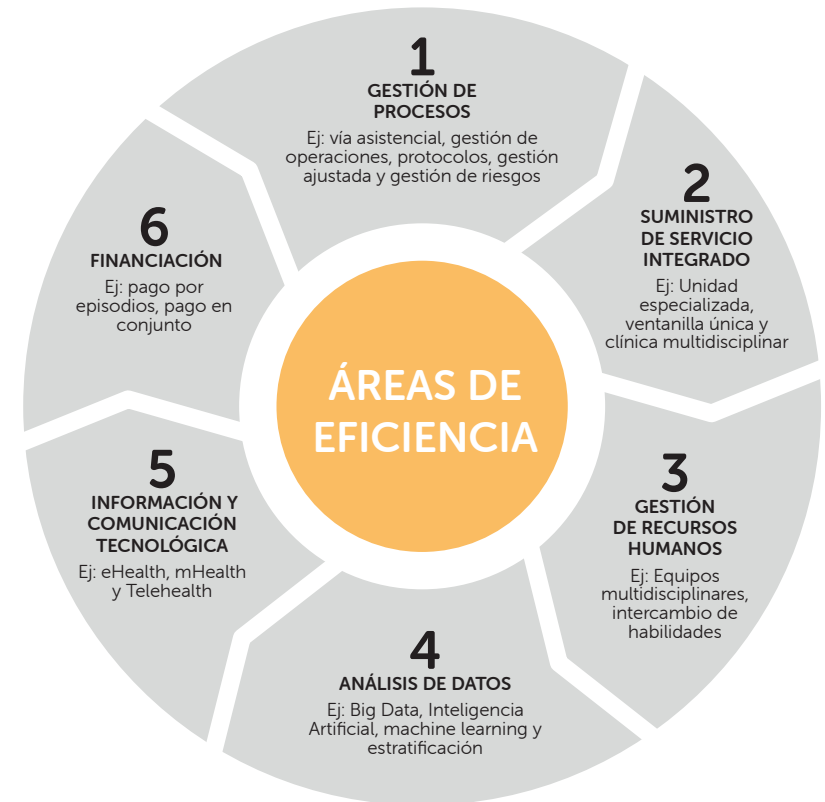 1
GESTIÓN DE
PROCESOS
Ej: vía asistencial, gestión de
operaciones, protocolos, gestión
ajustada y gestión de riesgos
2
SUMINISTRO
DE SERVICIO
INTEGRADO
Ej: Unidad
especializada,
ventanilla única y
clínica multidisciplinar
3
GESTIÓN
DE RECURSOS
HUMANOS
Ej: Equipos
multidisciplinares,
intercambio de
habilidades
4
ANÁLISIS DE DATOS
Ej: Big Data, Inteligencia
Artificial, machine learning y
estratificación
5
INFORMACIÓN Y
COMUNICACIÓN
TECNOLÓGICA
Ej: eHealth, mHealth
y Telehealth
6
FINANCIACIÓN
Ej: pago por
episodios, pago en
conjunto
ÁREAS DE
EFICIENCIA